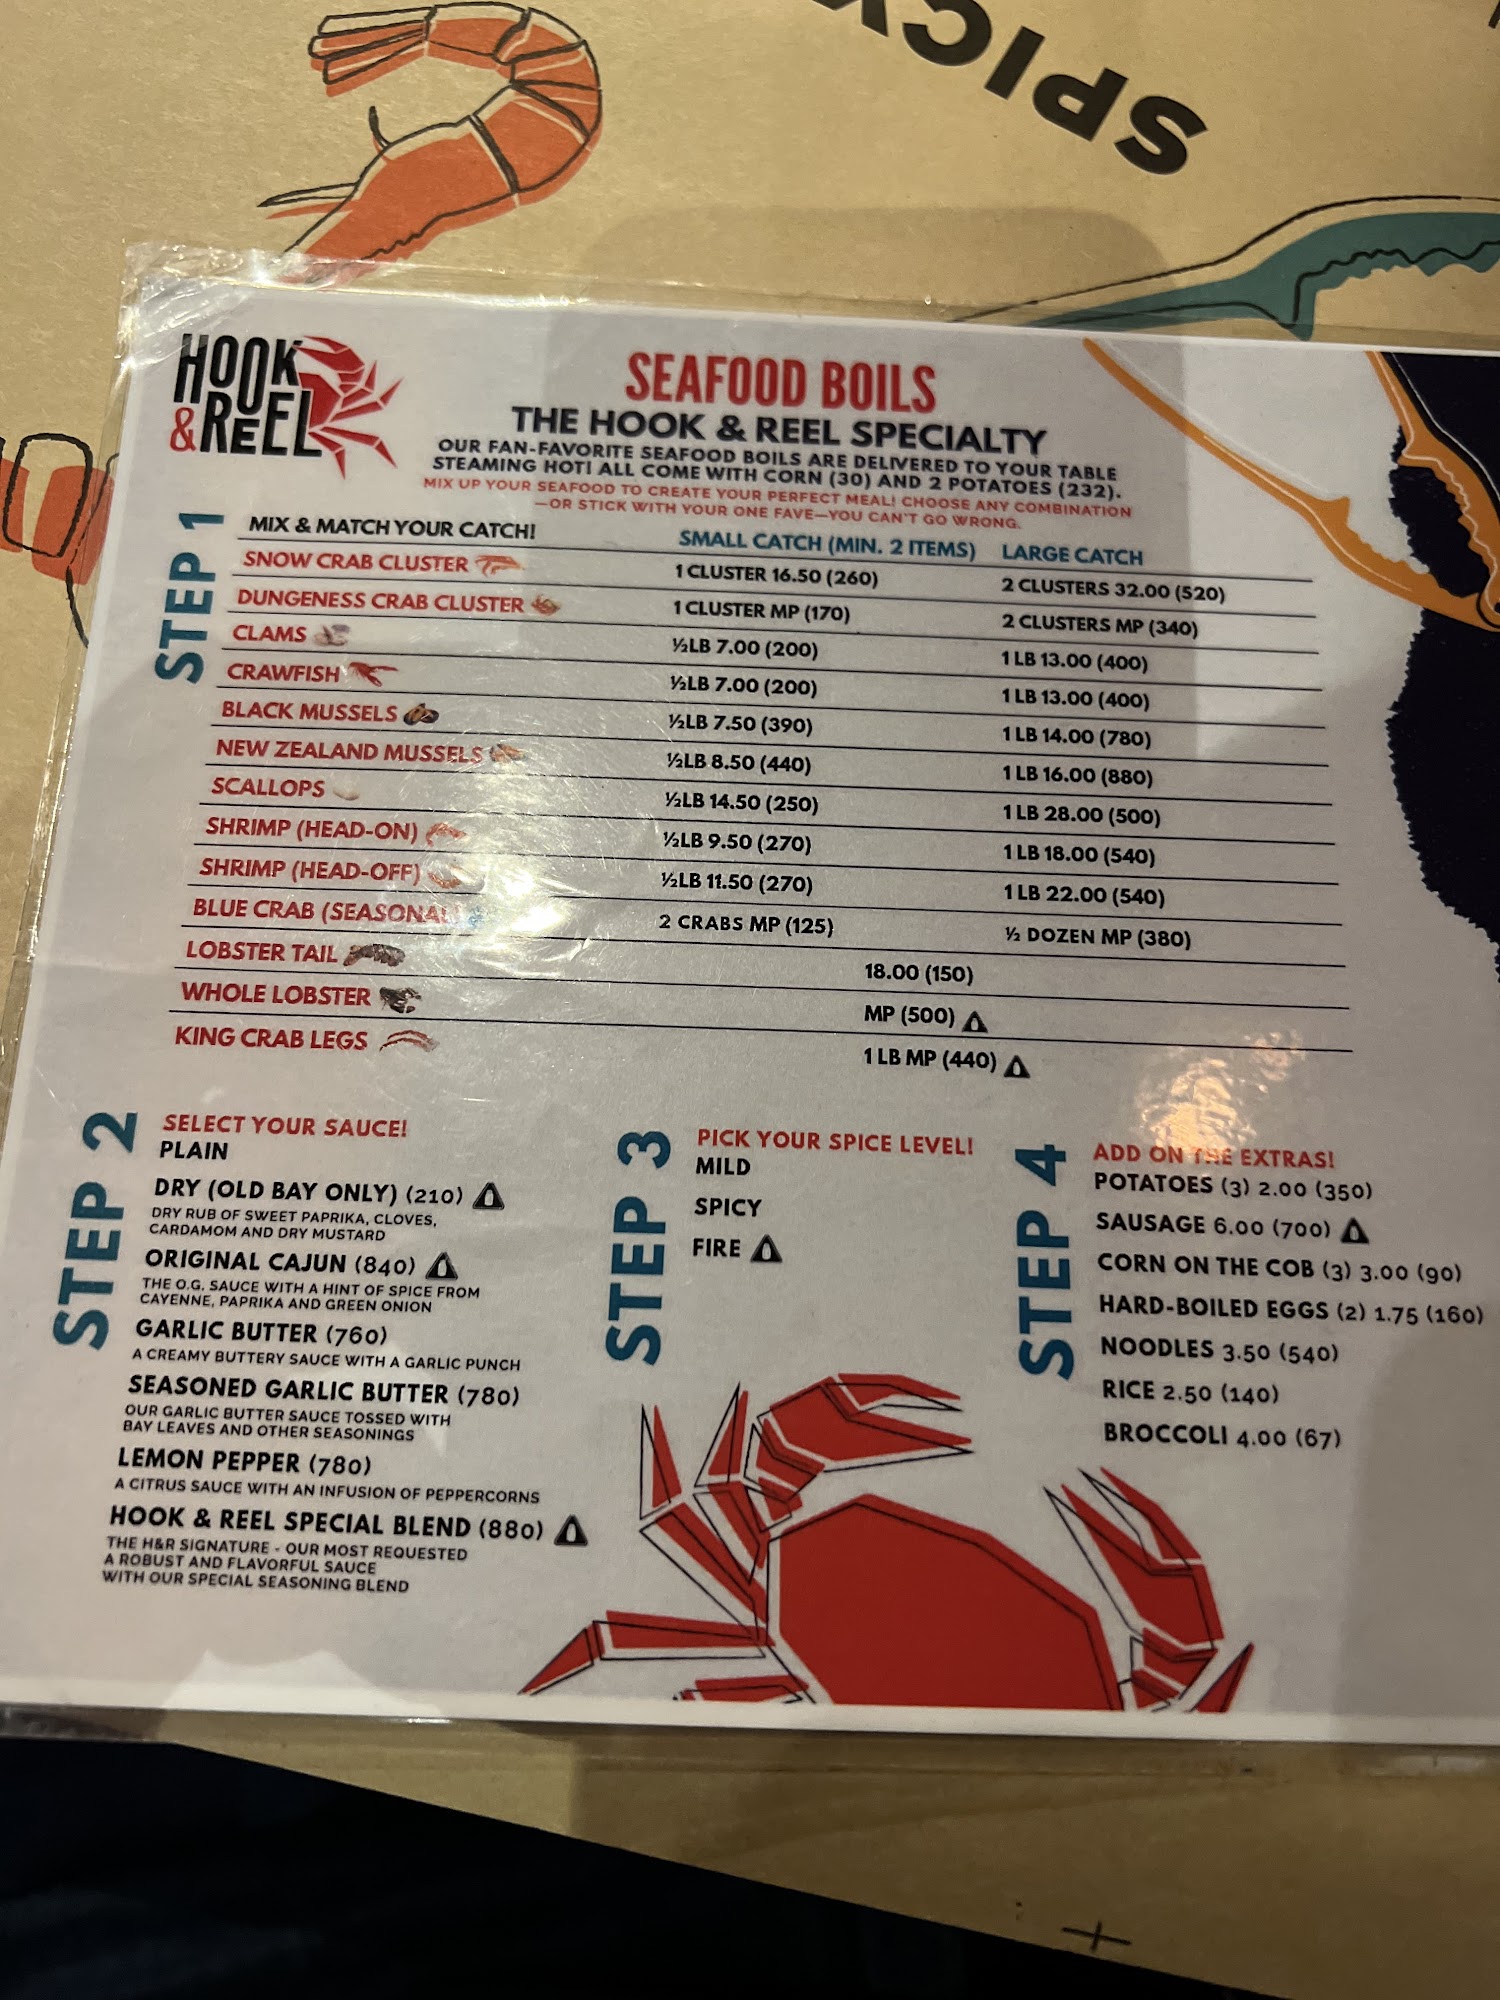 SPICY
HOOK
& REEL
SEAFOOD BOILS
THE HOOK & REEL SPECIALTY
OUR FAN-FAVORITE SEAFOOD BOILS ARE DELIVERED TO YOUR TABLE
STEAMING HOT! ALL COME WITH CORN (30) AND 2 POTATOES (232).
MIX UP YOUR SEAFOOD TO CREATE YOUR PERFECT MEAL! CHOOSE ANY COMBINATION
—OR STICK WITH YOUR ONE FAVE—YOU CAN'T GO WRONG.
STEP 1
MIX & MATCH YOUR CATCH! SMALL CATCH (MIN. 2 ITEMS) LARGE CATCH
SNOW CRAB CLUSTER 1 CLUSTER 16.50 (260) 2 CLUSTERS 32.00 (520)
DUNGENESS CRAB CLUSTER 1 CLUSTER MP (170) 2 CLUSTERS MP (340)
CLAMS ½LB 7.00 (200) 1 LB 13.00 (400)
CRAWFISH ½LB 7.00 (200) 1 LB 13.00 (400)
BLACK MUSSELS ½LB 7.50 (390) 1 LB 14.00 (780)
NEW ZEALAND MUSSELS ½LB 8.50 (440) 1 LB 16.00 (880)
SCALLOPS ½LB 14.50 (250) 1 LB 28.00 (500)
SHRIMP (HEAD-ON) ½LB 9.50 (270) 1 LB 18.00 (540)
SHRIMP (HEAD-OFF) ½LB 11.50 (270) 1 LB 22.00 (540)
BLUE CRAB (SEASONAL) 2 CRABS MP (125) ½ DOZEN MP (380)
LOBSTER TAIL 18.00 (150)
WHOLE LOBSTER MP (500)
KING CRAB LEGS 1 LB MP (440)
STEP 2
SELECT YOUR SAUCE!
PLAIN
DRY (OLD BAY ONLY) (210)
DRY RUB OF SWEET PAPRIKA, CLOVES,
CARDAMOM AND DRY MUSTARD
ORIGINAL CAJUN (840)
THE O.G. SAUCE WITH A HINT OF SPICE FROM
CAYENNE, PAPRIKA AND GREEN ONION
GARLIC BUTTER (760)
A CREAMY BUTTERY SAUCE WITH A GARLIC PUNCH
SEASONED GARLIC BUTTER (780)
OUR GARLIC BUTTER SAUCE TOSSED WITH
BAY LEAVES AND OTHER SEASONINGS
LEMON PEPPER (780)
A CITRUS SAUCE WITH AN INFUSION OF PEPPERCORNS
HOOK & REEL SPECIAL BLEND (880)
THE H&R SIGNATURE - OUR MOST REQUESTED
A ROBUST AND FLAVORFUL SAUCE
WITH OUR SPECIAL SEASONING BLEND
STEP 3
PICK YOUR SPICE LEVEL!
MILD
SPICY
FIRE
STEP 4
ADD ON THE EXTRAS!
POTATOES (3) 2.00 (350)
SAUSAGE 6.00 (700)
CORN ON THE COB (3) 3.00 (90)
HARD-BOILED EGGS (2) 1.75 (160)
NOODLES 3.50 (540)
RICE 2.50 (140)
BROCCOLI 4.00 (67)